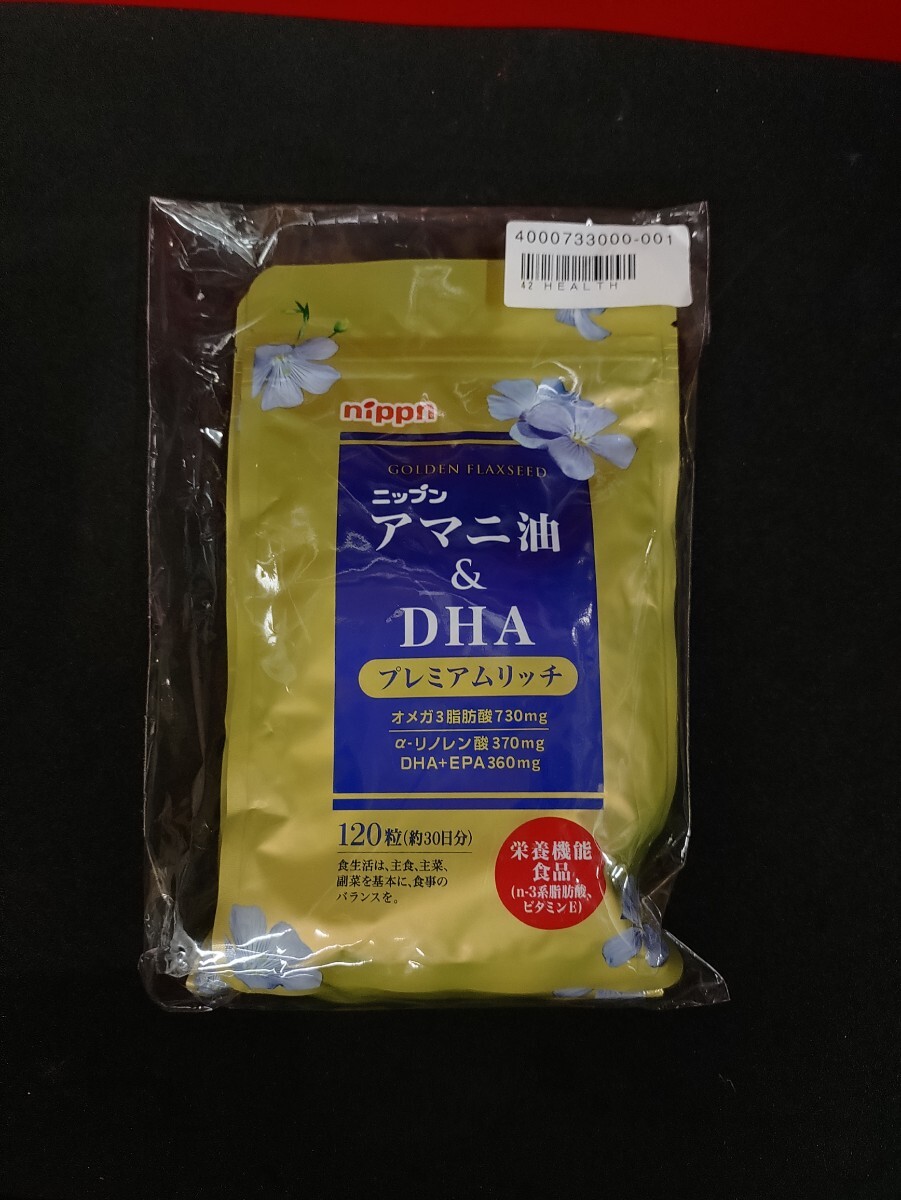 4000733000-001
42 HEALTH
nippn
GOLDEN FLAXSEED
ニップン
アマニ油
&
DHA
プレミアムリッチ
オメガ3脂肪酸730mg
α-リノレン酸370mg
DHA+EPA360mg
120粒(約30日分)
食生活は、主食、主菜、
副菜を基本に、食事の
バランスを。
栄養機能
食品
(n-3系脂肪酸、
ビタミンE)